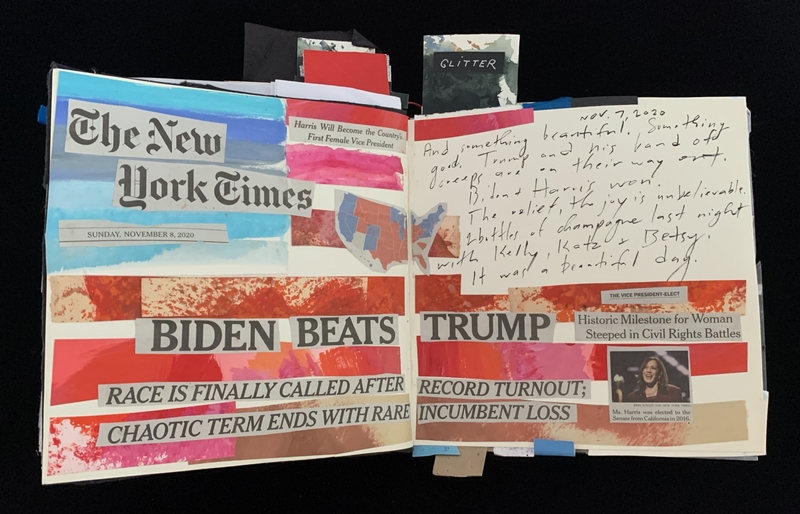 GLITTER
The New
York Times
SUNDAY, NOVEMBER 8, 2020
Harris Will Become the Country's
First Female Vice President
NOV. 7, 2020
And something beautiful. Something
good. Trump and his band of
creeps are on their way out.
Biden & Harris won.
The relief, the joy is unbelievable.
2 bottles of champagne last night
with Kelly, Katz & Betsy.
It was a beautiful day.
THE VICE PRESIDENT-ELECT
Historic Milestone for Woman
Steeped in Civil Rights Battles
BIDEN BEATS TRUMP
RACE IS FINALLY CALLED AFTER RECORD TURNOUT;
CHAOTIC TERM ENDS WITH RARE INCUMBENT LOSS
Ms. Harris was elected to the
Senate from California in 2016.